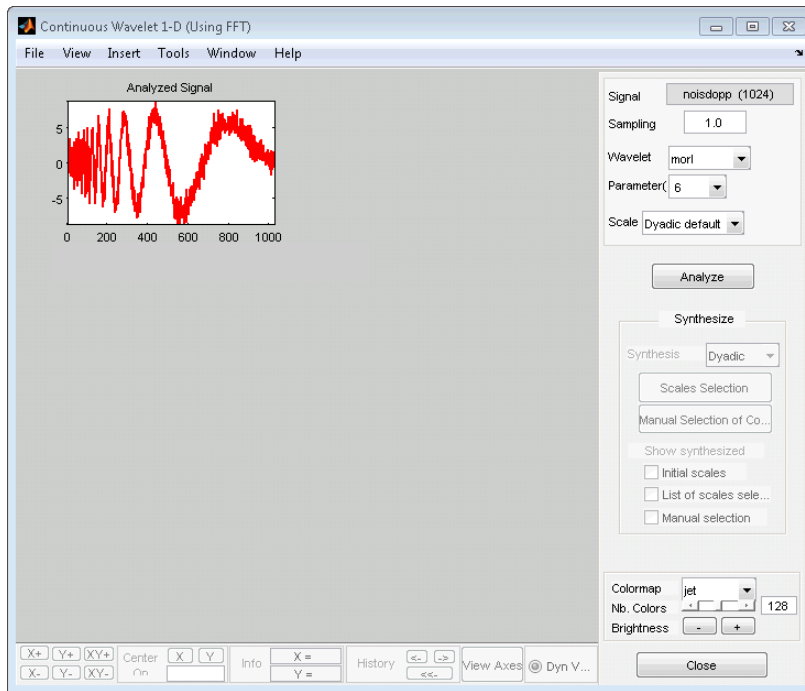 Continuous Wavelet 1-D (Using FFT)
File View Insert Tools Window Help
Analyzed Signal
5
0
-5
0 200 400 600 800 1000
Signal noisdopp (1024)
Sampling 1.0
Wavelet morl
Parameter( 6
Scale Dyadic default
Analyze
Synthesize
Synthesis Dyadic
Scales Selection
Manual Selection of Co...
Show synthesized
Initial scales
List of scales sele...
Manual selection
Colormap jet
Nb. Colors 128
Brightness - +
Close
X+ Y+ XY+
X- Y- XY-
Center
On
X Y
Info
X =
Y =
History
<- ->
<<-
View Axes
Dyn V...